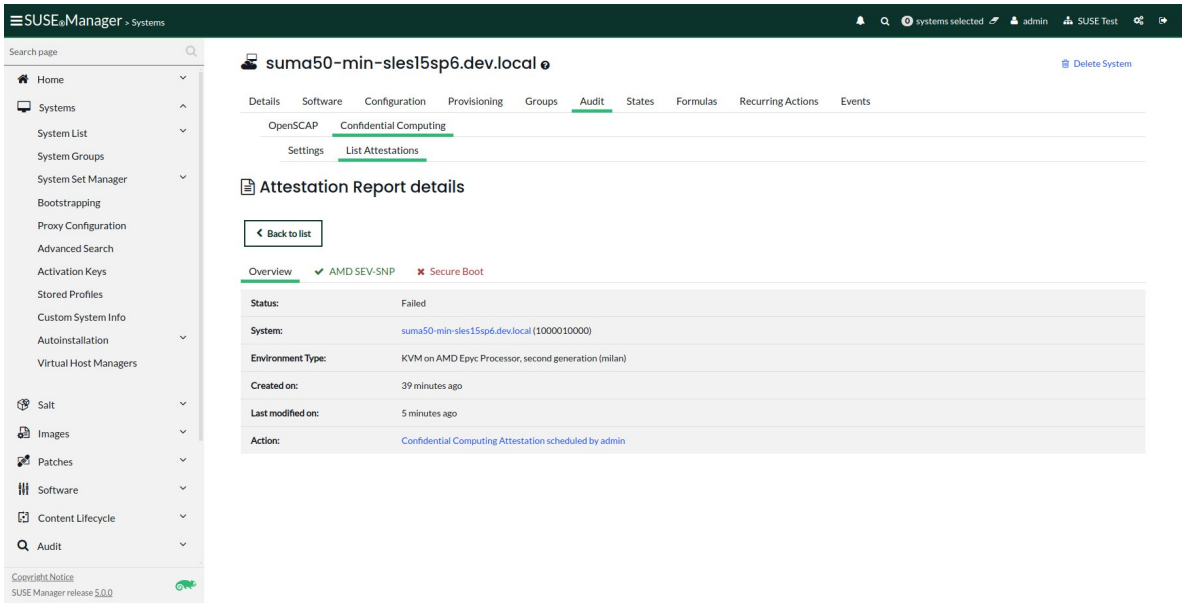 SUSE®Manager > Systems
0 systems selected admin SUSE Test
Search page
Home
Systems
System List
System Groups
System Set Manager
Bootstrapping
Proxy Configuration
Advanced Search
Activation Keys
Stored Profiles
Custom System Info
Autoinstallation
Virtual Host Managers
Salt
Images
Patches
Software
Content Lifecycle
Audit
Copyright Notice
SUSE Manager release 5.0.0
suma50-min-sles15sp6.dev.local
Delete System
Details Software Configuration Provisioning Groups Audit States Formulas Recurring Actions Events
OpenSCAP Confidential Computing
Settings List Attestations
Attestation Report details
Back to list
Overview AMD SEV-SNP Secure Boot
Status: Failed
System: suma50-min-sles15sp6.dev.local (1000010000)
Environment Type: KVM on AMD Epyc Processor, second generation (milan)
Created on: 39 minutes ago
Last modified on: 5 minutes ago
Action: Confidential Computing Attestation scheduled by admin